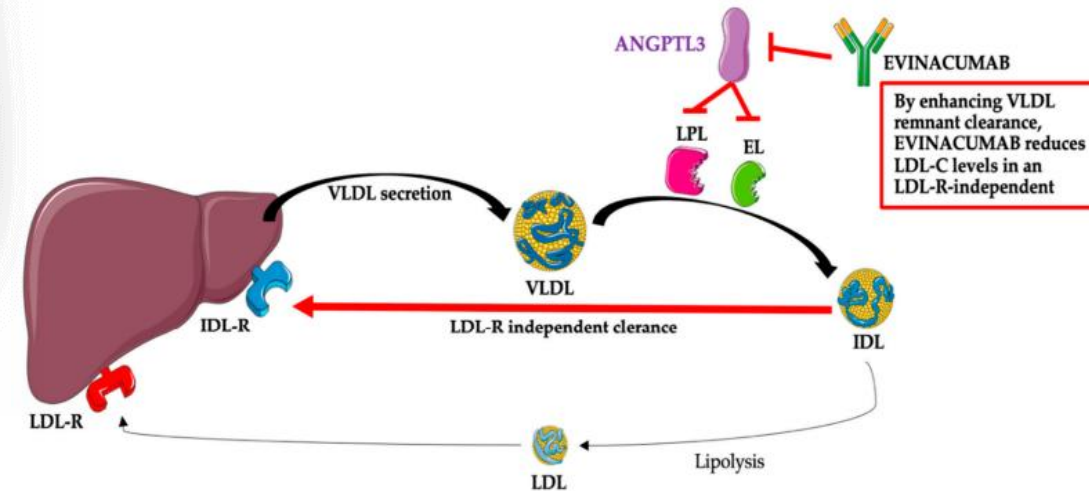 ANGPTL3
EVINACUMAB
By enhancing VLDL
remnant clearance,
EVINACUMAB reduces
LDL-C levels in an
LDL-R-independent
LPL
EL
VLDL secretion
VLDL
IDL-R
LDL-R independent clerance
IDL
LDL-R
LDL
Lipolysis